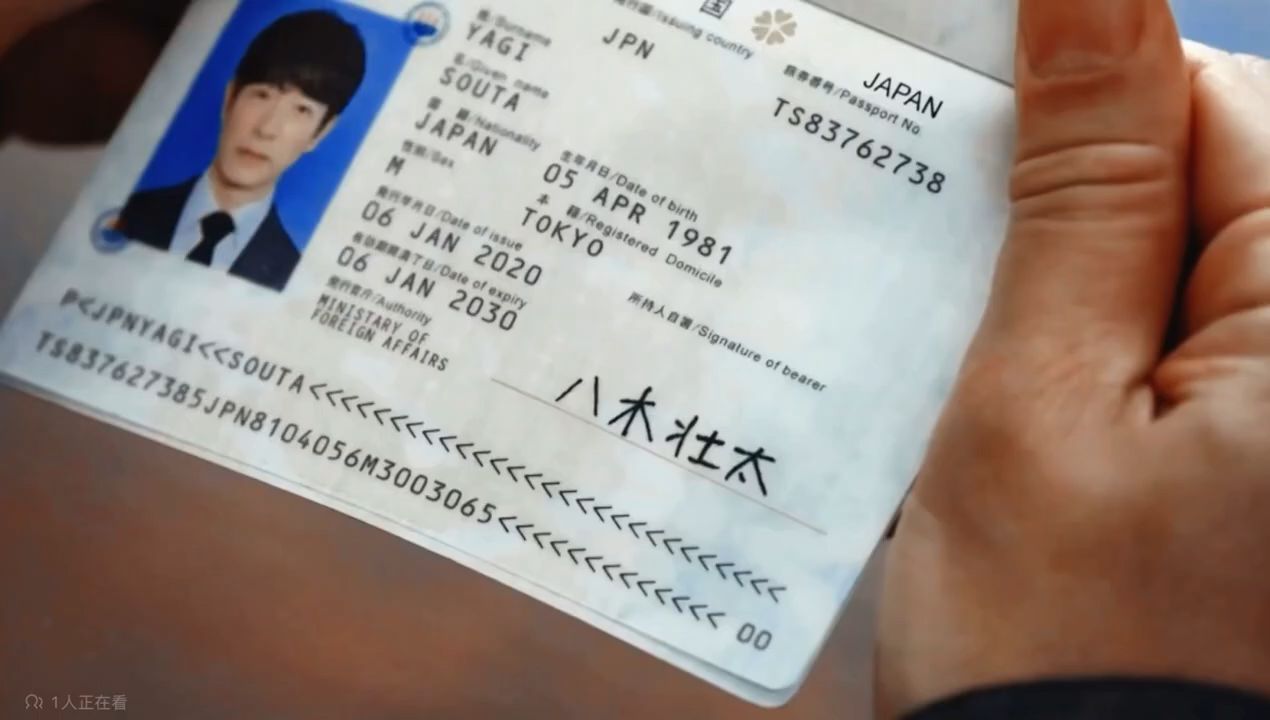 国
発行国/Issuing country
JPN
JAPAN
旅券番号/Passport No.
TS83762738
姓/Surname
YAGI
名/Given name
SOUTA
国 籍/Nationality
JAPAN
生年月日/Date of birth
05 APR 1981
性別/Sex
M
本 籍/Registered Domicile
TOKYO
発行年月日/Date of issue
06 JAN 2020
有効期間満了日/Date of expiry
06 JAN 2030
発行官庁/Authority
MINISTARY OF
FOREIGN AFFAIRS
所持人自署/Signature of bearer
八木壮太
P<JPNYAGI<<SOUTA<<<<<<<<<<<<<<<<<<<<<<<<<<<<
TS837627385JPN8104056M3003065<<<<<<<<<<<<<< 00
1人正在看